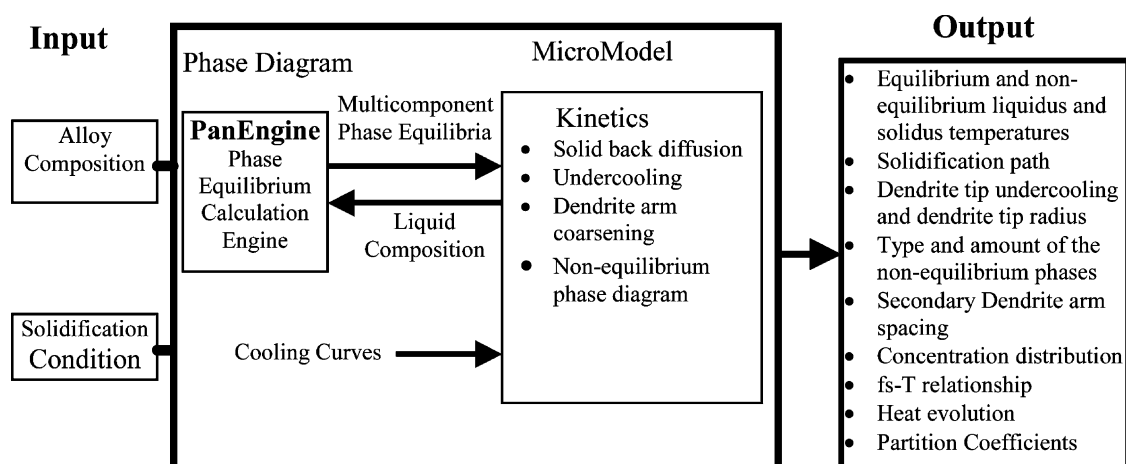 Input
Alloy
Composition
Solidification
Condition
Phase Diagram
MicroModel
PanEngine
Phase
Equilibrium
Calculation
Engine
Multicomponent
Phase Equilibria
Liquid
Composition
Cooling Curves
Kinetics
• Solid back diffusion
• Undercooling
• Dendrite arm
coarsening
• Non-equilibrium
phase diagram
Output
• Equilibrium and non-
equilibrium liquidus and
solidus temperatures
• Solidification path
• Dendrite tip undercooling
and dendrite tip radius
• Type and amount of the
non-equilibrium phases
• Secondary Dendrite arm
spacing
• Concentration distribution
• fs-T relationship
• Heat evolution
• Partition Coefficients